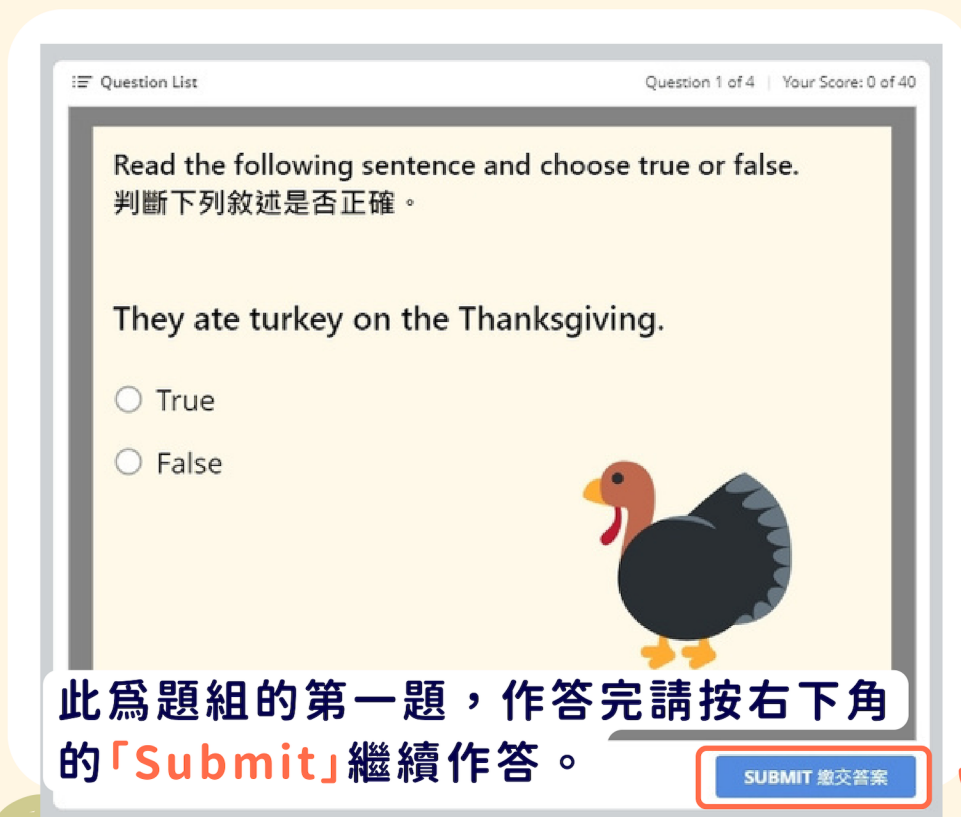 Question List
Question 1 of 4 | Your Score: 0 of 40
Read the following sentence and choose true or false.
判斷下列敘述是否正確。
They ate turkey on the Thanksgiving.
True
False
此為題組的第一題，作答完請按右下角
的「Submit」繼續作答。
SUBMIT 繳交答案